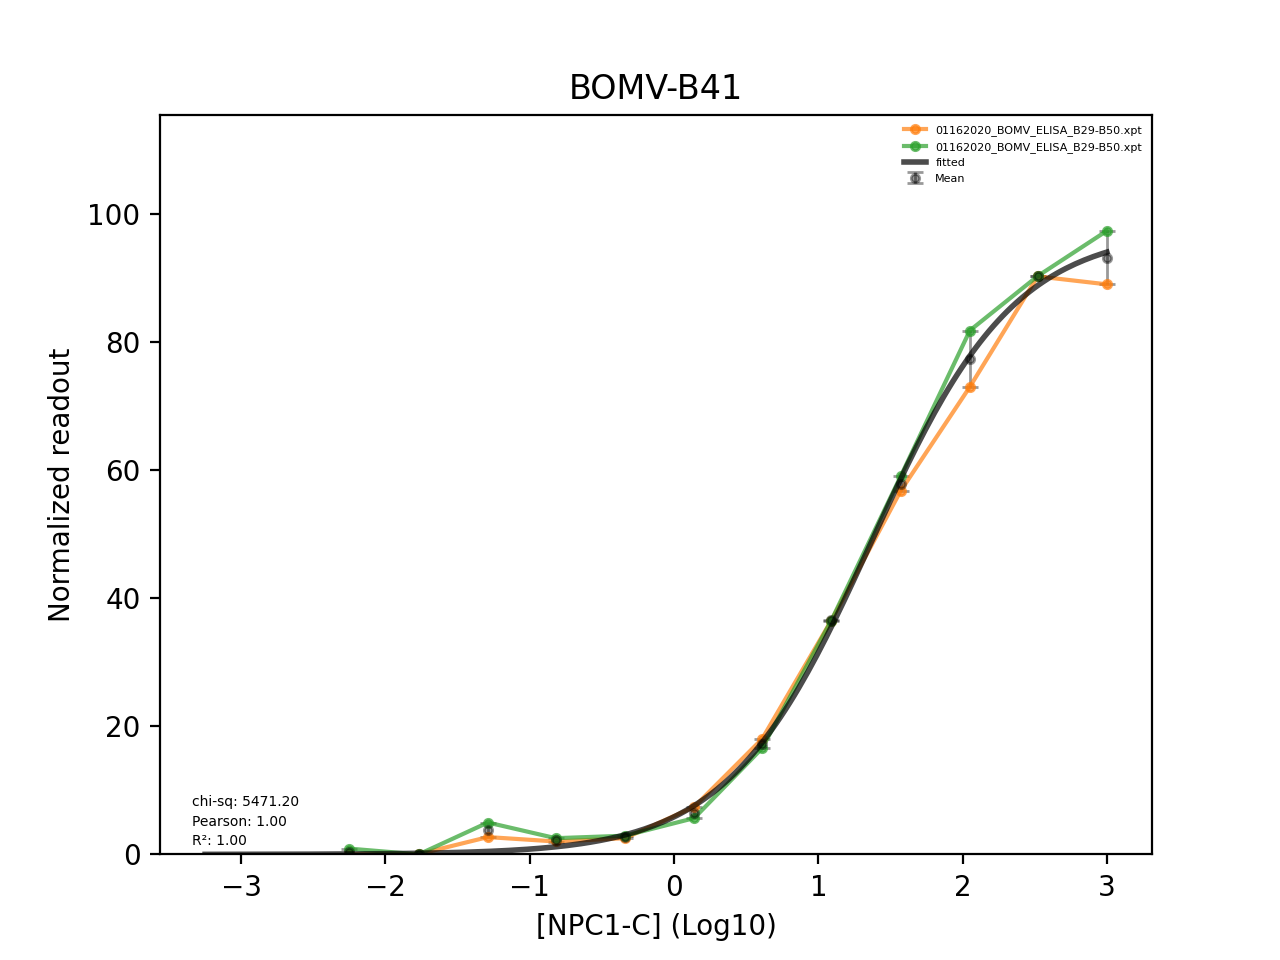 BOMV-B41
01162020_BOMV_ELISA_B29-B50.xpt
01162020_BOMV_ELISA_B29-B50.xpt
fitted
Mean
Normalized readout
100
80
60
40
20
0
chi-sq: 5471.20
Pearson: 1.00
R²: 1.00
−3 −2 −1 0 1 2 3
[NPC1-C] (Log10)